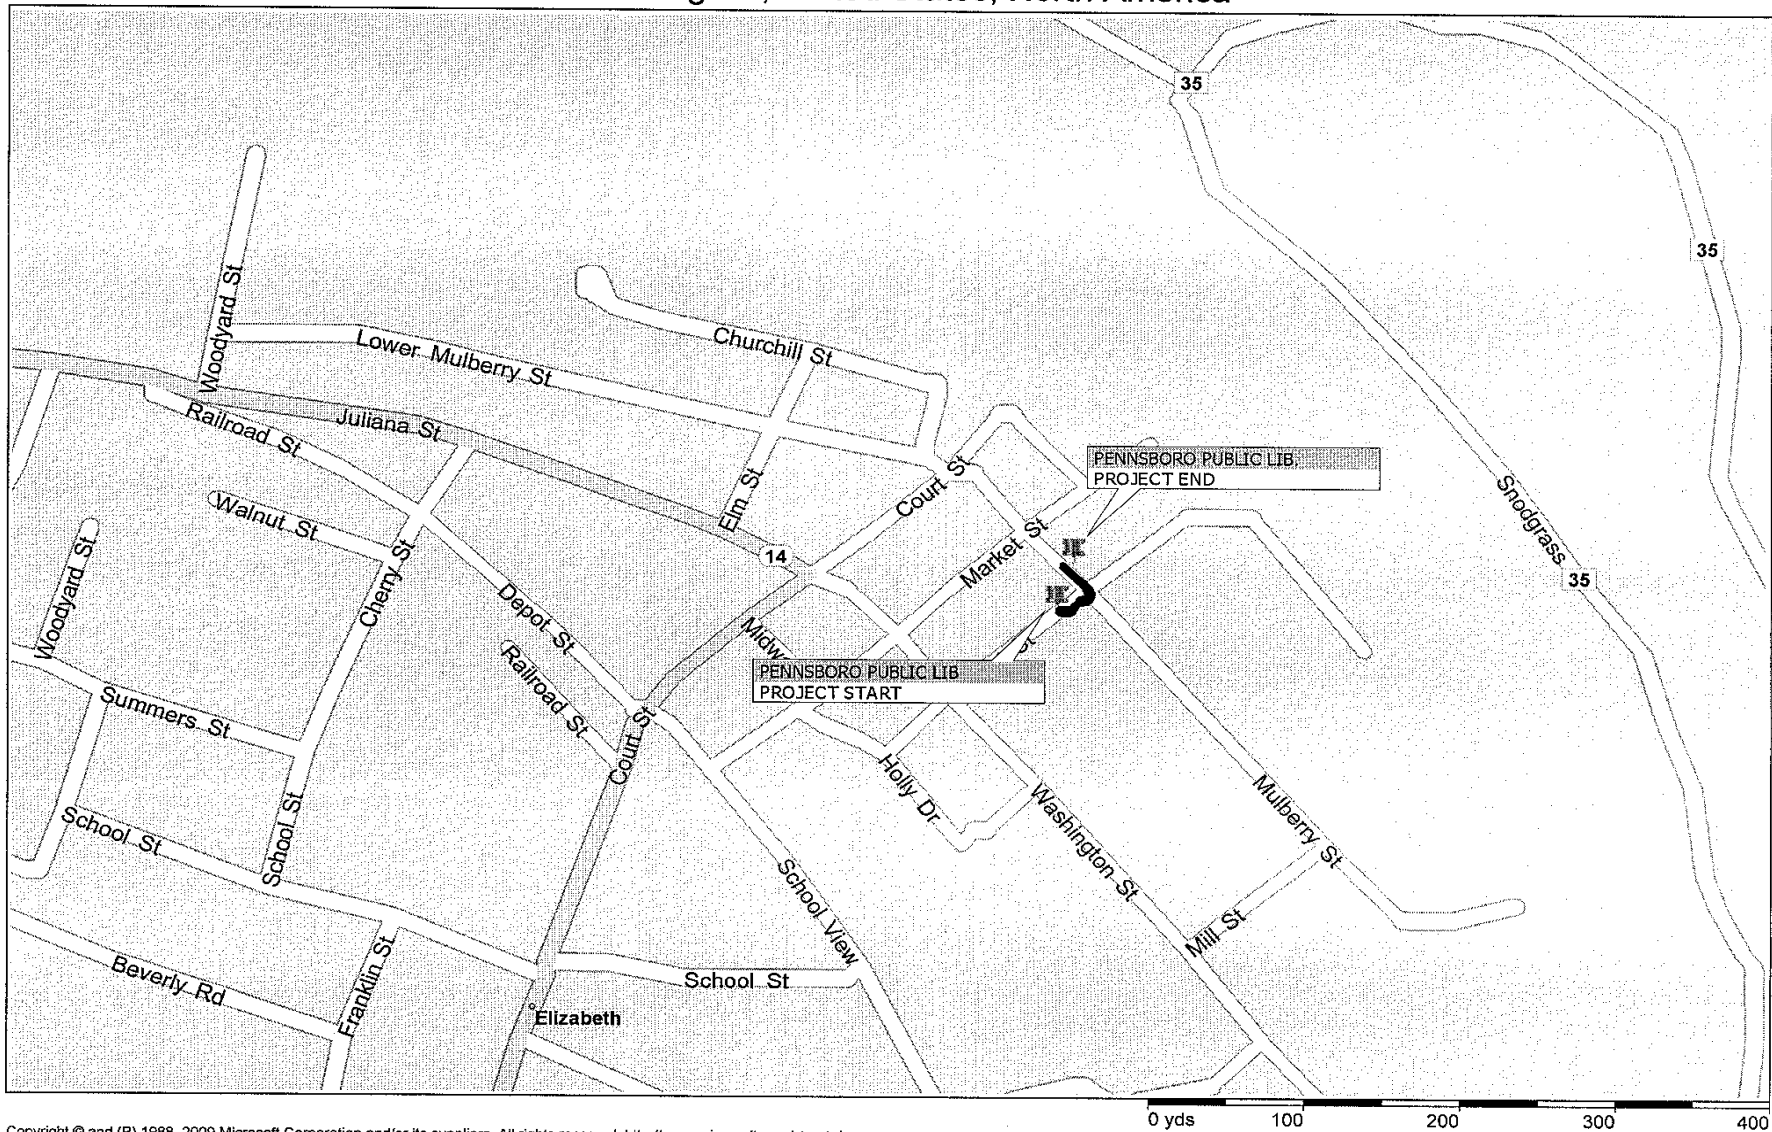 35
35
Woodyard St
Churchill St
Lower Mulberry St
Juliana St
Railroad St
Court St
PENNSBORO PUBLIC LIB.
PROJECT END
Elm St
Snodgrass
Walnut St
Market St
14
35
Woodyard St
Cherry St
Depot St
Midw
St
Railroad St
PENNSBORO PUBLIC LIB
PROJECT START
Summers St
Court St
Holly Dr
Washington St
Mulberry St
School St
School St
School View
Mill St
Beverly Rd
Franklin St
School St
Elizabeth
0 yds 100 200 300 400